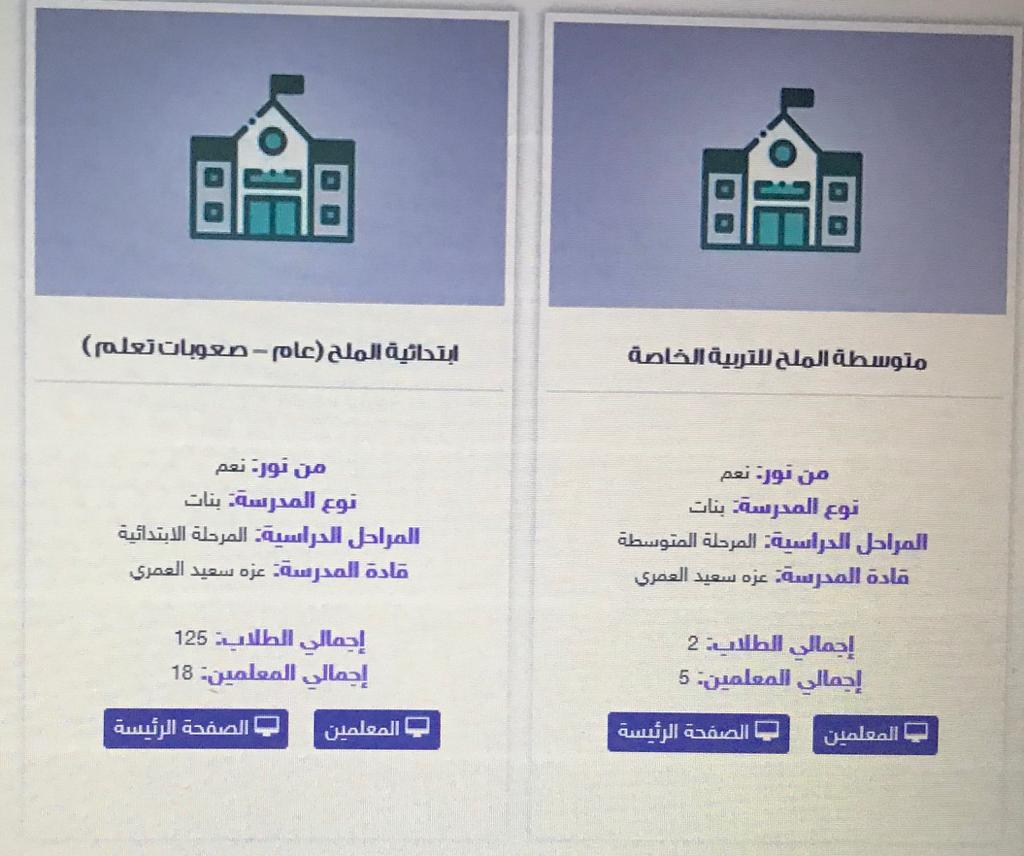 متوسطة الملح للتربية الخاصة
من نور: نعم
نوع المدرسة: بنات
المراحل الدراسية: المرحلة المتوسطة
قادة المدرسة: عزه سعيد العمري
إجمالي الطلاب: 2
إجمالي المعلمين: 5
المعلمين
الصفحة الرئيسة
ابتدائية الملح (عام – صعوبات تعلم)
من نور: نعم
نوع المدرسة: بنات
المراحل الدراسية: المرحلة الابتدائية
قادة المدرسة: عزه سعيد العمري
إجمالي الطلاب: 125
إجمالي المعلمين: 18
المعلمين
الصفحة الرئيسة